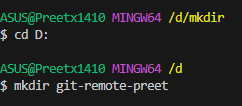 ASUS@Preetx1410 MINGW64 /d/mkdir
$ cd D:
ASUS@Preetx1410 MINGW64 /d
$ mkdir git-remote-preet